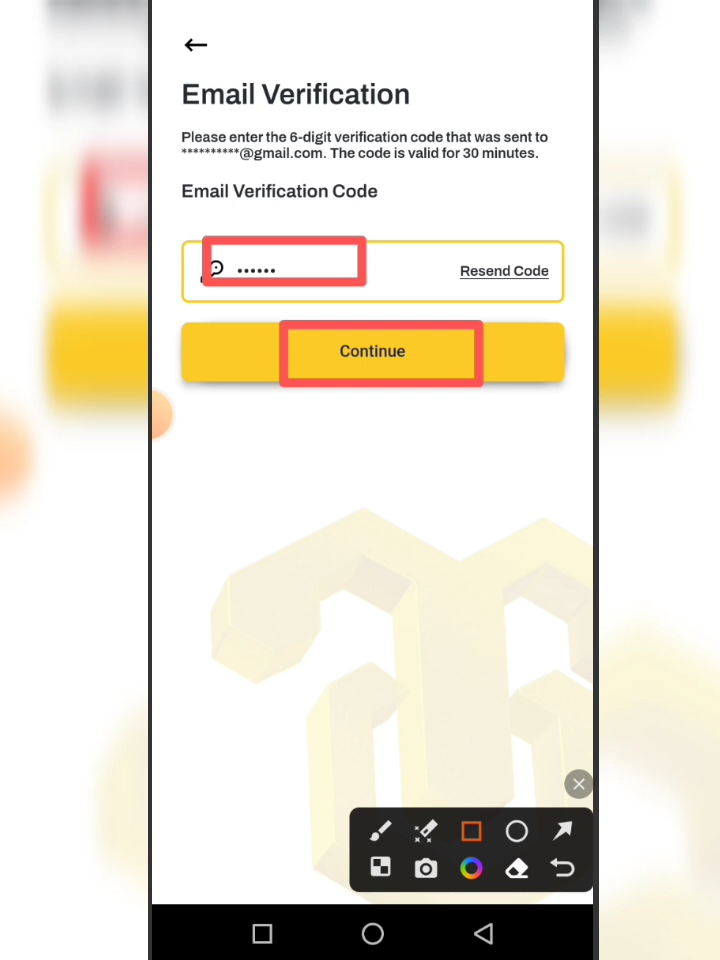 Email Verification
Please enter the 6-digit verification code that was sent to
**********@gmail.com. The code is valid for 30 minutes.
Email Verification Code
••••••
Resend Code
Continue